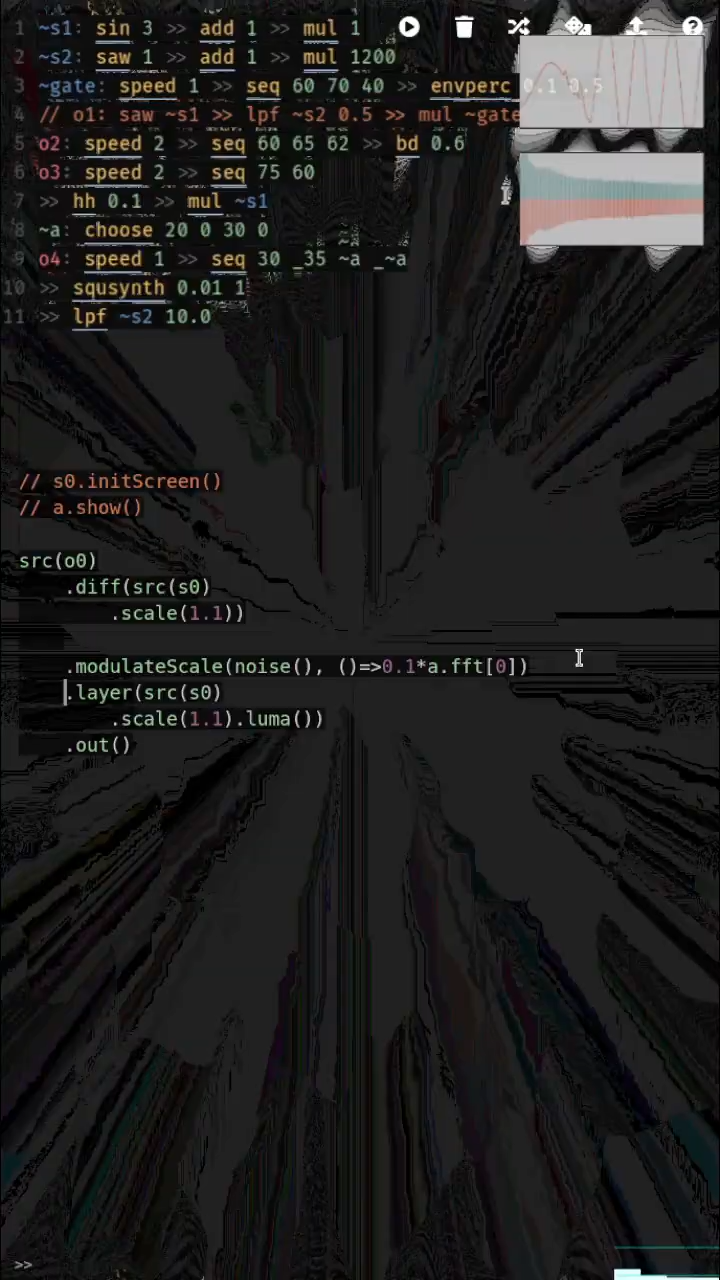 1 ~s1: sin 3 >> add 1 >> mul 1
2 ~s2: saw 1 >> add 1 >> mul 1200
3 ~gate: speed 1 >> seq 60 70 40 >> envperc 0.1 0.5
4 // o1: saw ~s1 >> lpf ~s2 0.5 >> mul ~gate
5 o2: speed 2 >> seq 60 65 62 >> bd 0.6
6 o3: speed 2 >> seq 75 60
7 >> hh 0.1 >> mul ~s1
8 ~a: choose 20 0 30 0
9 o4: speed 1 >> seq 30 _35 ~a _~a
10 >> squsynth 0.01 1
11 >> lpf ~s2 10.0
// s0.initScreen()
// a.show()
src(o0)
.diff(src(s0)
.scale(1.1))
.modulateScale(noise(), ()=>0.1*a.fft[0])
.layer(src(s0)
.scale(1.1).luma())
.out()
>>